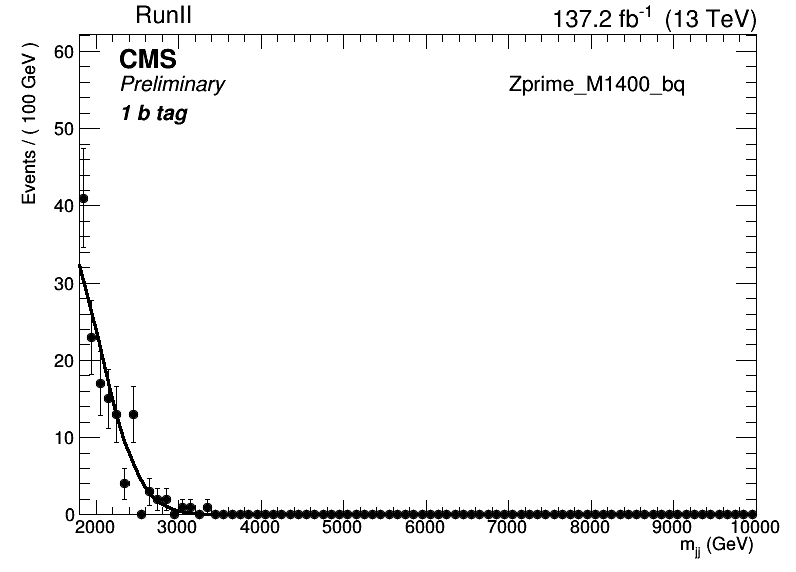 RunII
137.2 fb-1 (13 TeV)
CMS
Preliminary
1 b tag
Zprime_M1400_bq
Events / ( 100 GeV )
60
50
40
30
20
10
0
2000 3000 4000 5000 6000 7000 8000 9000 10000
mjj (GeV)